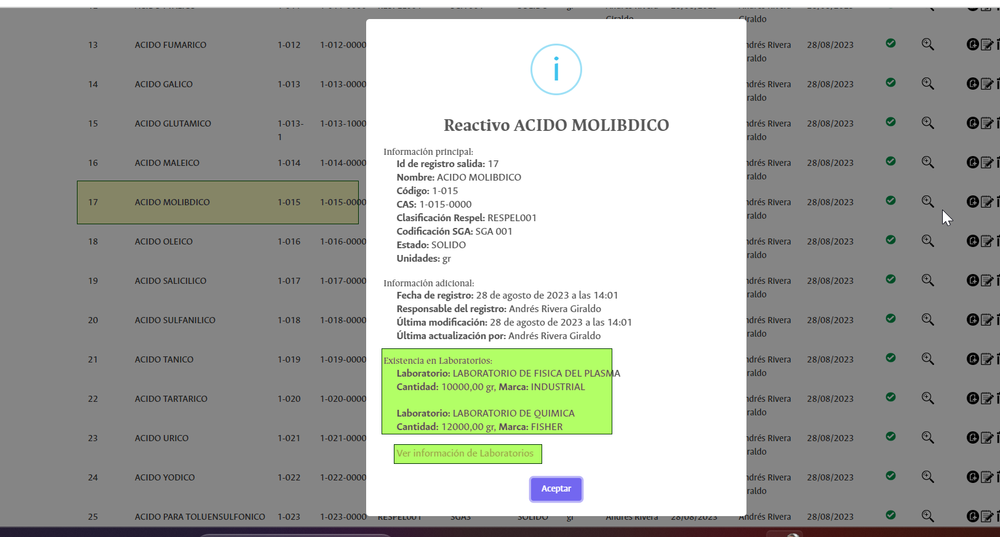 Giraldo Giraldo
13 ACIDO FUMARICO 1-012 1-012-0000 ndrés RIvera 28/08/2023
raldo
14 ACIDO GALICO 1-013 1-013-0000 ndrés RIvera 28/08/2023
raldo
15 ACIDO GLUTAMICO 1-013- 1-013-1000 ndrés RIvera 28/08/2023
1 raldo
16 ACIDO MALEICO 1-014 1-014-0000 ndrés RIvera 28/08/2023
raldo
17 ACIDO MOLIBDICO 1-015 1-015-0000 ndrés RIvera 28/08/2023
raldo
18 ACIDO OLEICO 1-016 1-016-0000 ndrés RIvera 28/08/2023
raldo
19 ACIDO SALICILICO 1-017 1-017-0000 ndrés RIvera 28/08/2023
raldo
20 ACIDO SULFANILICO 1-018 1-018-0000 ndrés RIvera 28/08/2023
raldo
21 ACIDO TANICO 1-019 1-019-0000 ndrés RIvera 28/08/2023
raldo
22 ACIDO TARTARICO 1-020 1-020-0000 ndrés RIvera 28/08/2023
raldo
23 ACIDO URICO 1-021 1-021-0000 ndrés RIvera 28/08/2023
raldo
24 ACIDO YODICO 1-022 1-022-0000 ndrés RIvera 28/08/2023
raldo
25 ACIDO PARA TOLUENSULFONICO 1-023 1-023-0000 RESPEL001 SGA3 SOLIDO gr Andrés RIvera 28/08/2023 Andrés RIvera 28/08/2023
i
Reactivo ACIDO MOLIBDICO
Información principal:
Id de registro salida: 17
Nombre: ACIDO MOLIBDICO
Código: 1-015
CAS: 1-015-0000
Clasificación Respel: RESPEL001
Codificación SGA: SGA 001
Estado: SOLIDO
Unidades: gr
Información adicional:
Fecha de registro: 28 de agosto de 2023 a las 14:01
Responsable del registro: Andrés Rivera Giraldo
Última modificación: 28 de agosto de 2023 a las 14:01
Última actualización por: Andrés Rivera Giraldo
Existencia en Laboratorios:
Laboratorio: LABORATORIO DE FISICA DEL PLASMA
Cantidad: 10000,00 gr, Marca: INDUSTRIAL
Laboratorio: LABORATORIO DE QUIMICA
Cantidad: 12000,00 gr, Marca: FISHER
Ver información de Laboratorios
Aceptar